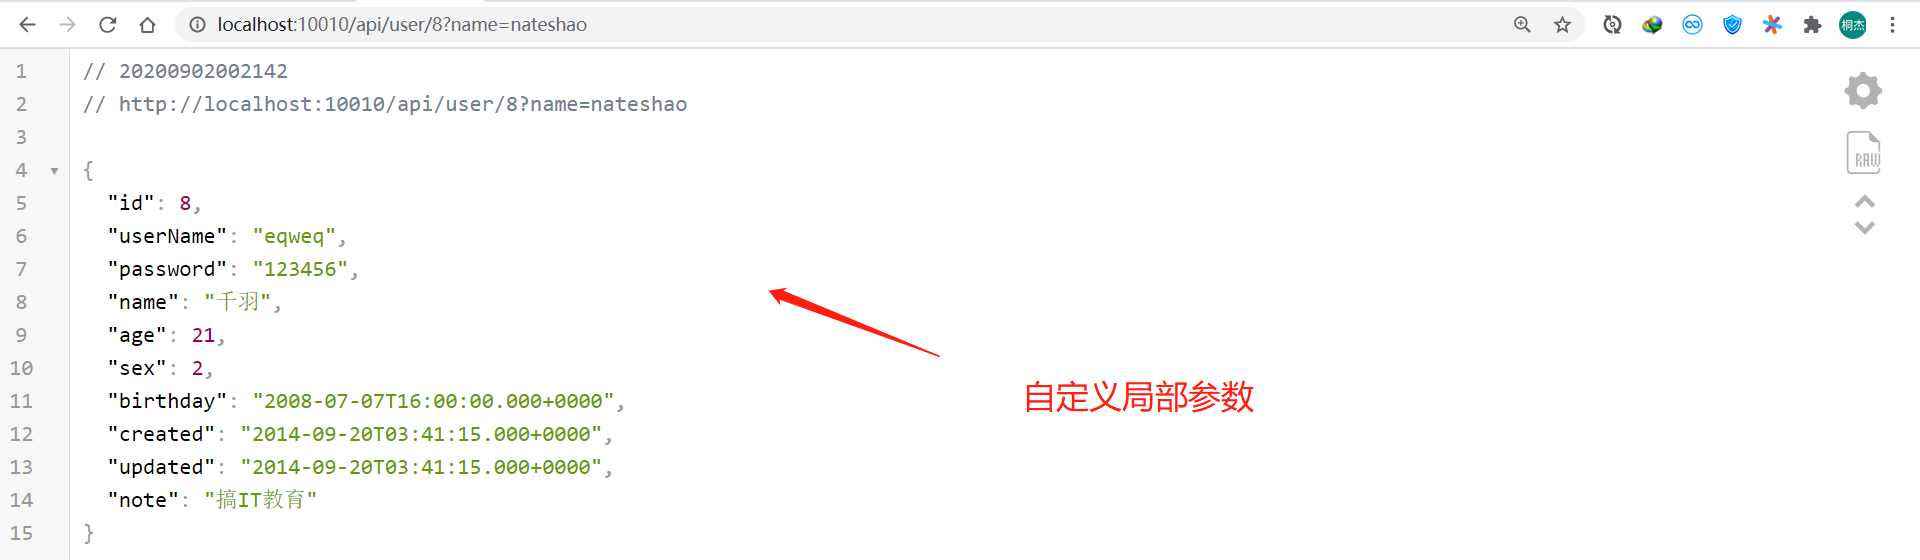 localhost:10010/api/user/8?name=nateshao
桐杰
1 // 20200902002142
2 // http://localhost:10010/api/user/8?name=nateshao
3
4 {
5 "id": 8,
6 "userName": "eqweq",
7 "password": "123456",
8 "name": "千羽",
9 "age": 21,
10 "sex": 2,
11 "birthday": "2008-07-07T16:00:00.000+0000",
12 "created": "2014-09-20T03:41:15.000+0000",
13 "updated": "2014-09-20T03:41:15.000+0000",
14 "note": "搞IT教育"
15 }
RAW
自定义局部参数